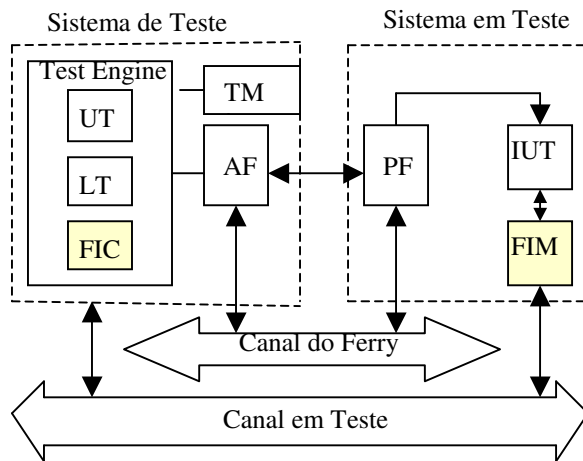 Sistema de Teste
Sistema em Teste
Test Engine
TM
UT
AF
PF
IUT
LT
FIC
FIM
Canal do Ferry
Canal em Teste